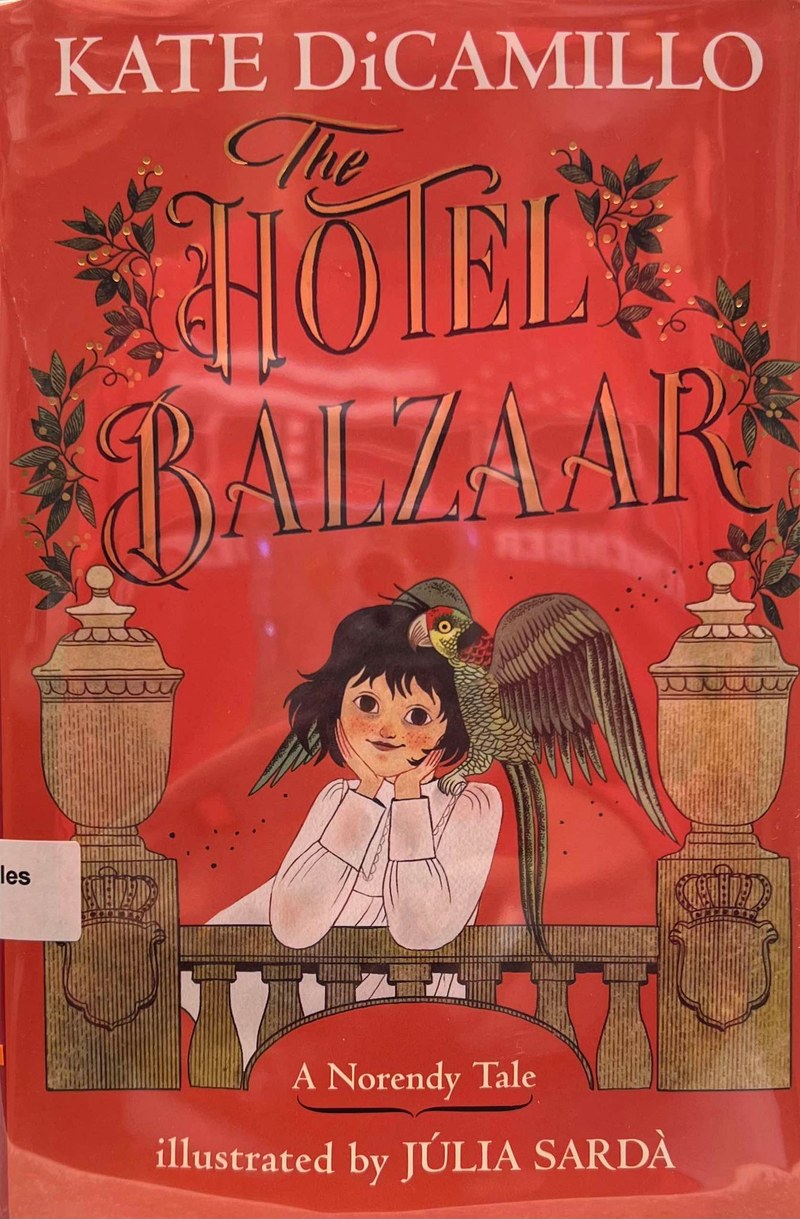 KATE DiCAMILLO
The
HOTEL
BALZAAR
les
A Norendy Tale
illustrated by JÚLIA SARDÀ